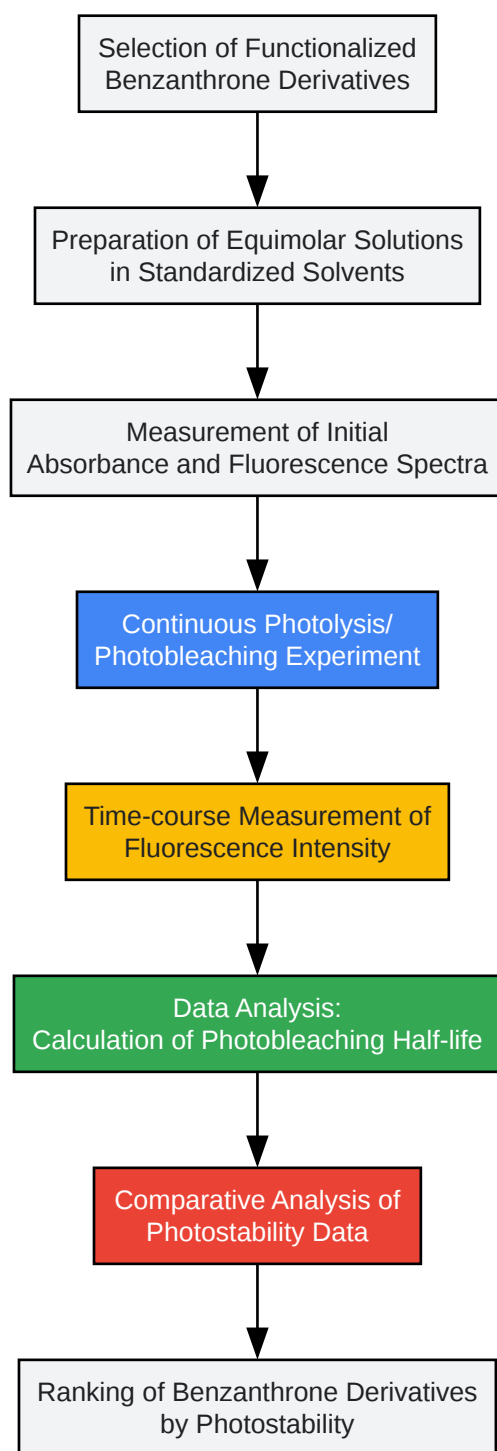 Selection of Functionalized
Benzanthrone Derivatives
Preparation of Equimolar Solutions
in Standardized Solvents
Measurement of Initial
Absorbance and Fluorescence Spectra
Continuous Photolysis/
Photobleaching Experiment
Time-course Measurement of
Fluorescence Intensity
Data Analysis:
Calculation of Photobleaching Half-life
Comparative Analysis of
Photostability Data
Ranking of Benzanthrone Derivatives
by Photostability